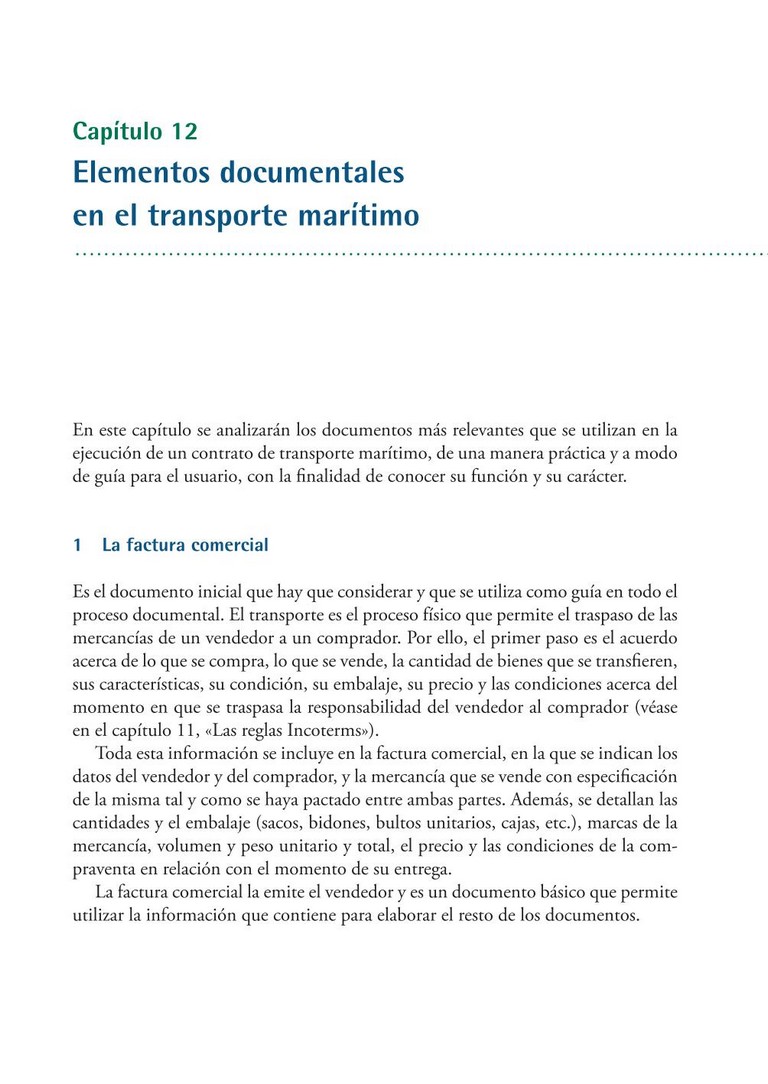 Capítulo 12
Elementos documentales
en el transporte marítimo
En este capítulo se analizarán los documentos más relevantes que se utilizan en la
ejecución de un contrato de transporte marítimo, de una manera práctica y a modo
de guía para el usuario, con la finalidad de conocer su función y su carácter.
1 La factura comercial
Es el documento inicial que hay que considerar y que se utiliza como guía en todo el
proceso documental. El transporte es el proceso físico que permite el traspaso de las
mercancías de un vendedor a un comprador. Por ello, el primer paso es el acuerdo
acerca de lo que se compra, lo que se vende, la cantidad de bienes que se transfieren,
sus características, su condición, su embalaje, su precio y las condiciones acerca del
momento en que se traspasa la responsabilidad del vendedor al comprador (véase
en el capítulo 11, «Las reglas Incoterms»).
Toda esta información se incluye en la factura comercial, en la que se indican los
datos del vendedor y del comprador, y la mercancía que se vende con especificación
de la misma tal y como se haya pactado entre ambas partes. Además, se detallan las
cantidades y el embalaje (sacos, bidones, bultos unitarios, cajas, etc.), marcas de la
mercancía, volumen y peso unitario y total, el precio y las condiciones de la com-
praventa en relación con el momento de su entrega.
La factura comercial la emite el vendedor y es un documento básico que permite
utilizar la información que contiene para elaborar el resto de los documentos.